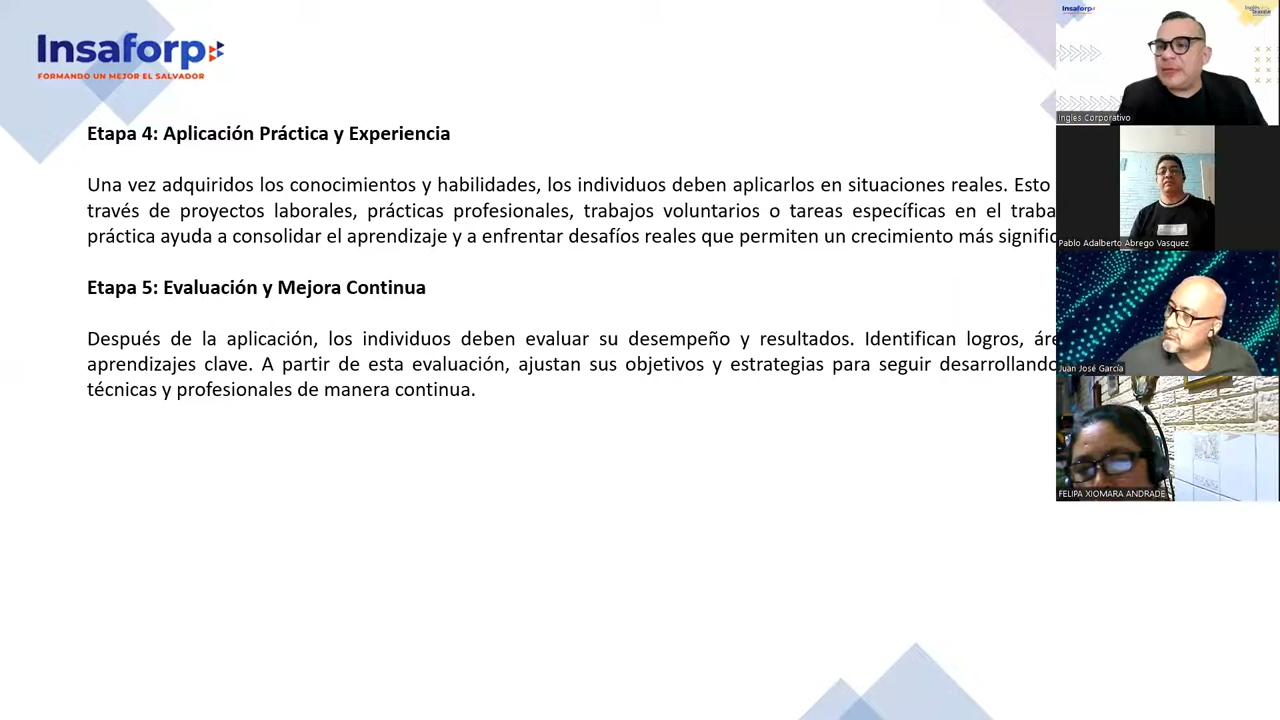 Insaforp
FORMANDO UN MEJOR EL SALVADOR
Etapa 4: Aplicación Práctica y Experiencia
Una vez adquiridos los conocimientos y habilidades, los individuos deben aplicarlos en situaciones reales. Esto
través de proyectos laborales, prácticas profesionales, trabajos voluntarios o tareas específicas en el traba
práctica ayuda a consolidar el aprendizaje y a enfrentar desafíos reales que permiten un crecimiento más signific
Etapa 5: Evaluación y Mejora Continua
Después de la aplicación, los individuos deben evaluar su desempeño y resultados. Identifican logros, áre
aprendizajes clave. A partir de esta evaluación, ajustan sus objetivos y estrategias para seguir desarrollando
técnicas y profesionales de manera continua.
Insaforp
Ingles Corporativo
Pablo Adalberto Abrego Vasquez
Juan José García
FELIPA XIOMARA ANDRADE